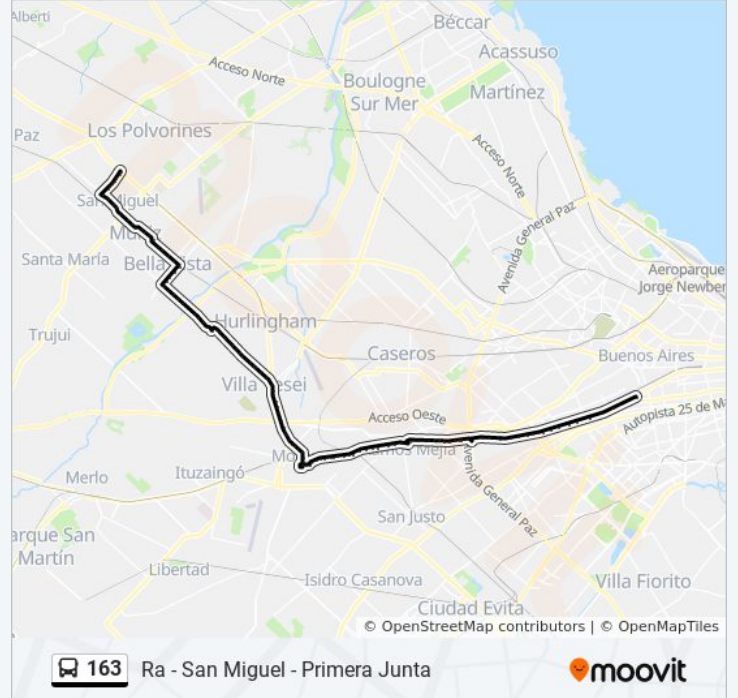 Alberti
Béccar
Acassuso
Acceso Norte
Boulogne
Sur Mer
Martínez
Paz
Los Polvorines
Acceso Norte
San Miguel
Muñiz
Avenida General Paz
Santa María
Bella Vista
Aeroparque
Jorge Newber
Trujui
Hurlingham
Caseros
Buenos Aires
Villa Tesei
Acceso Oeste
Autopista 25 de Ma
Ramos Mejía
Merlo
Ituzaingó
Avenida General Paz
San Justo
arque San
Martín
Libertad
Isidro Casanova
Villa Fiorito
Ciudad Evita
© OpenStreetMap contributors | © OpenMapTiles
163 Ra - San Miguel - Primera Junta
moovit